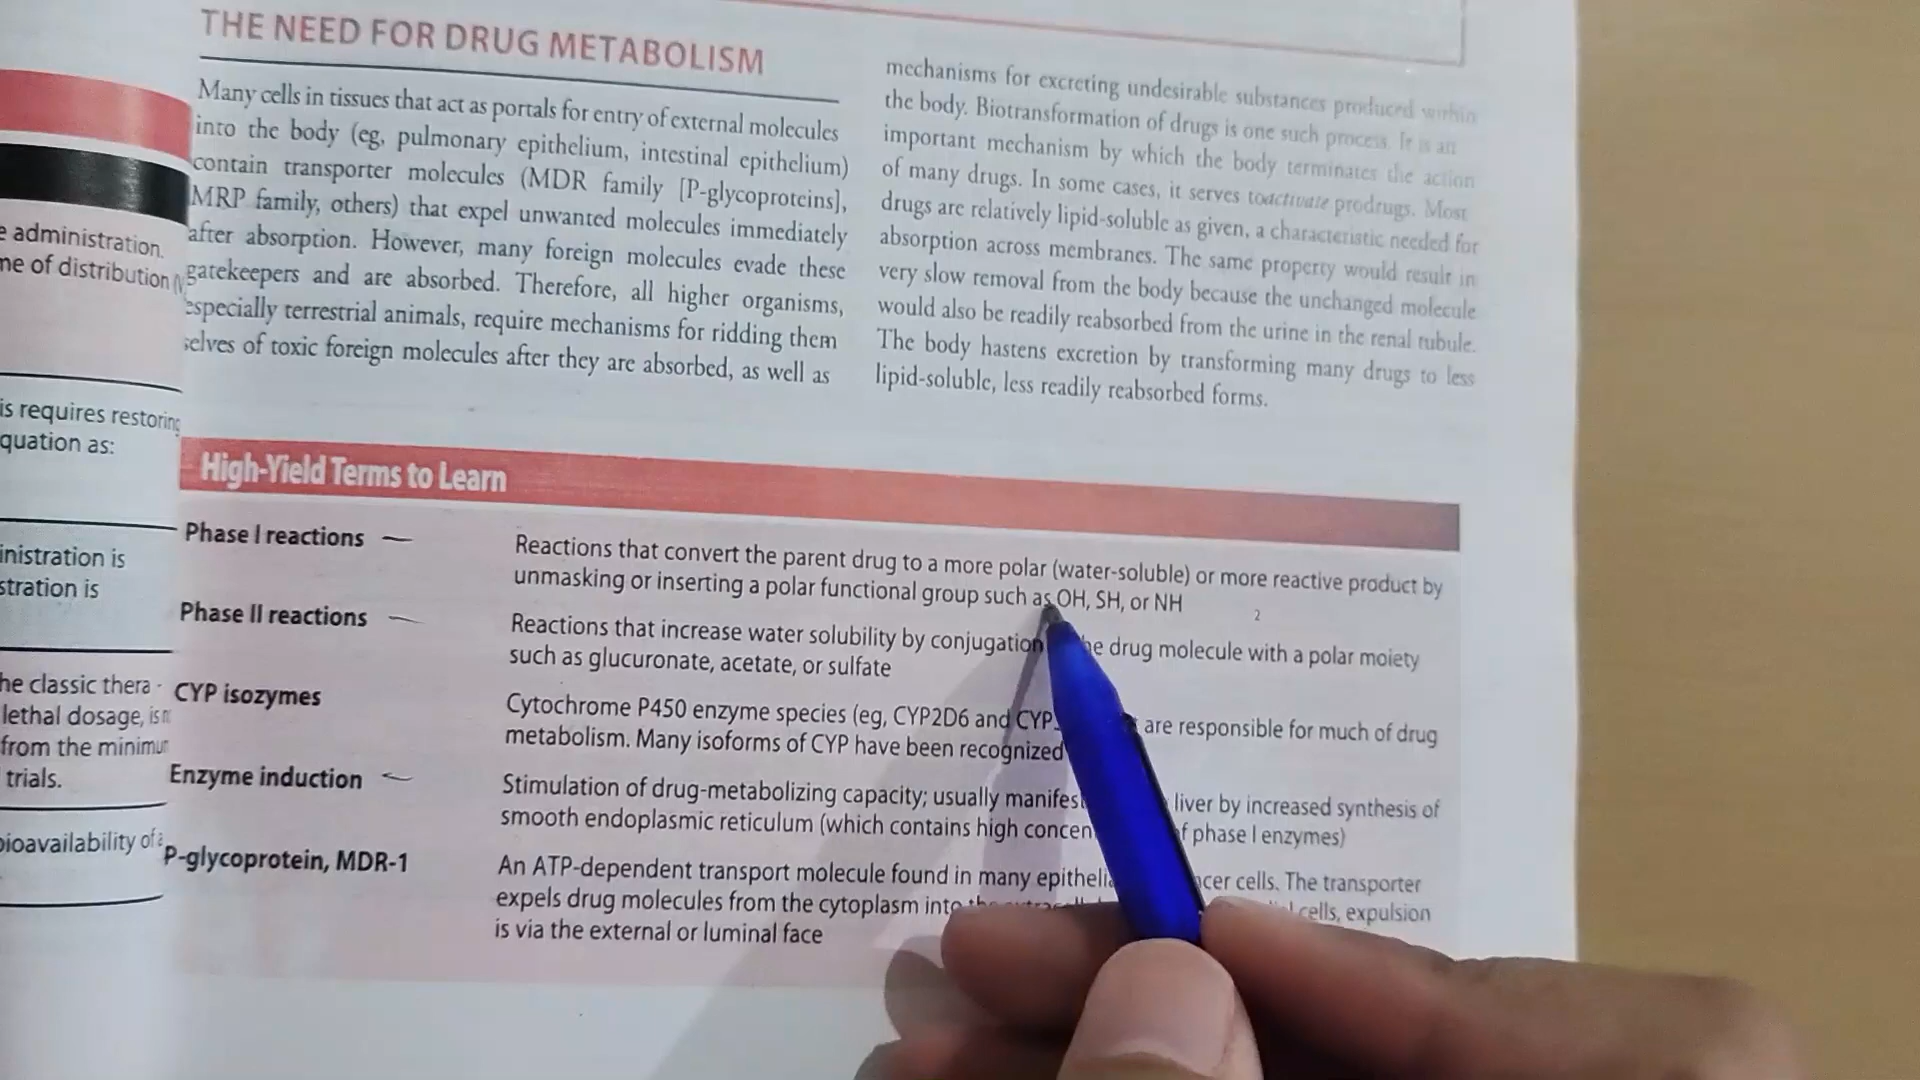 THE NEED FOR DRUG METABOLISM
Many cells in tissues that act as portals for entry of external molecules
into the body (eg, pulmonary epithelium, intestinal epithelium)
contain transporter molecules (MDR family [P-glycoproteins],
MRP family, others) that expel unwanted molecules immediately
after absorption. However, many foreign molecules evade these
gatekeepers and are absorbed. Therefore, all higher organisms,
especially terrestrial animals, require mechanisms for ridding them
selves of toxic foreign molecules after they are absorbed, as well as
mechanisms for excreting undesirable substances produced within
the body. Biotransformation of drugs is one such process. It is an
important mechanism by which the body terminates the action
of many drugs. In some cases, it serves toactivate prodrugs. Most
drugs are relatively lipid-soluble as given, a characteristic needed for
absorption across membranes. The same property would result in
very slow removal from the body because the unchanged molecule
would also be readily reabsorbed from the urine in the renal tubule.
The body hastens excretion by transforming many drugs to less
lipid-soluble, less readily reabsorbed forms.
administration.
of distribution
is requires restoring
quation as:
inistration is
stration is
he classic thera -
lethal dosage, is
from the
trials.
bioavailability of
High-Yield Terms to Learn
Phase I reactions
Reactions that convert the parent drug to a more polar (water-soluble) or more reactive product by
unmasking or inserting a polar functional group such as OH, SH, or NH 2
Phase II reactions
Reactions that increase water solubility by conjugation drug molecule with a polar moiety
such as glucuronate, acetate, or sulfate
CYP isozymes
Cytochrome P450 enzyme species (eg, CYP2D6 and are responsible for much of drug
metabolism. Many isoforms of CYP have been recognized
Enzyme induction
Stimulation of drug-metabolizing capacity; usually liver by increased synthesis of
smooth endoplasmic reticulum (which contains high of phase I enzymes)
P-glycoprotein, MDR-1
An ATP-dependent transport molecule found in many cells. The transporter
expels drug molecules from the cytoplasm into cells, expulsion
is via the external or luminal face